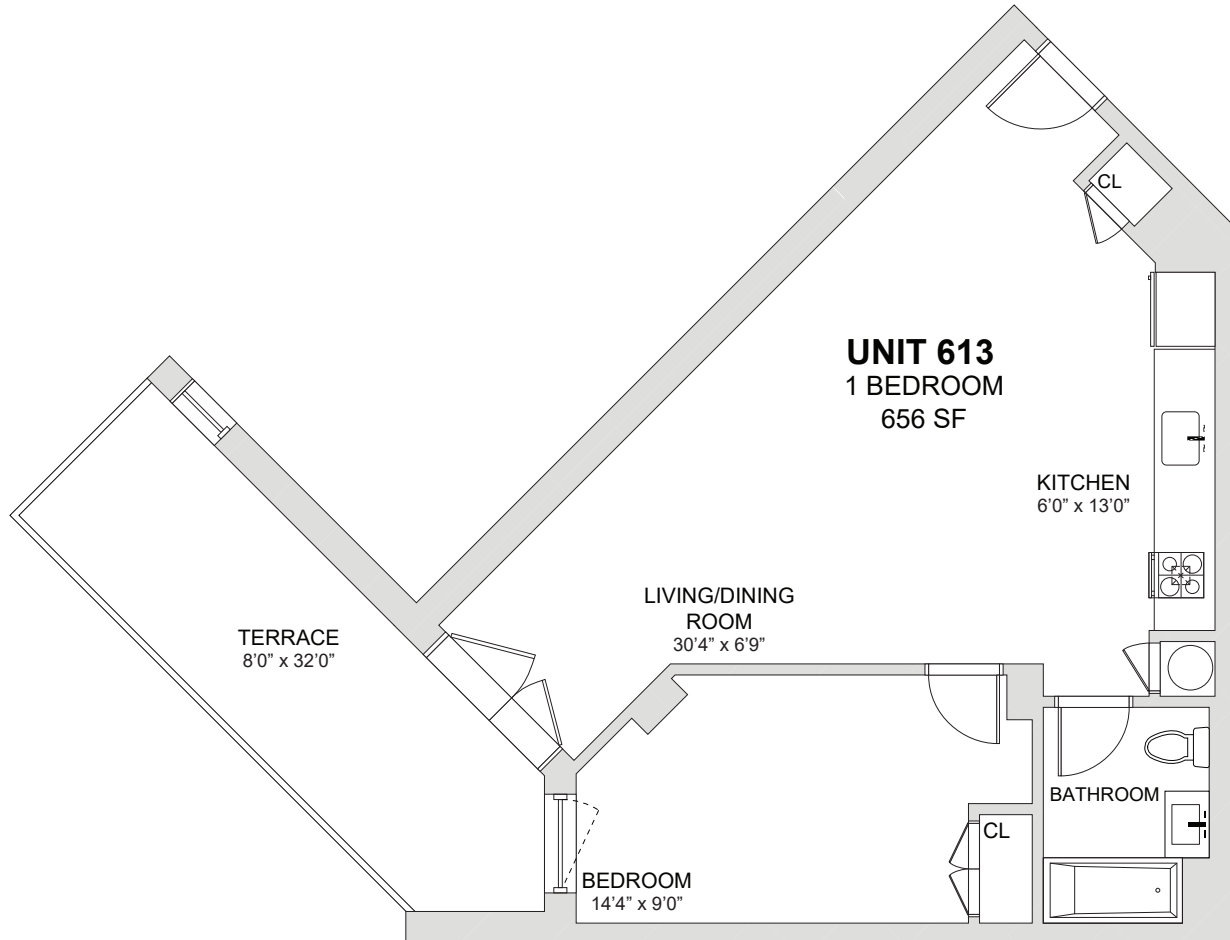 CL
UNIT 613
1 BEDROOM
656 SF
KITCHEN
6’0” x 13’0”
LIVING/DINING
ROOM
30’4” x 6’9”
TERRACE
8’0” x 32’0”
BATHROOM
CL
BEDROOM
14’4” x 9’0”